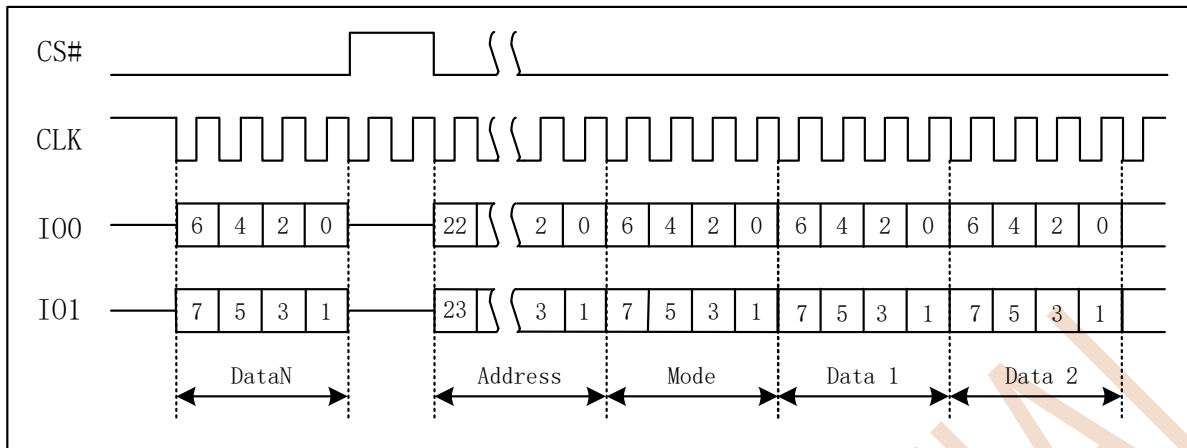 CS#
CLK
IO0 6 4 2 0 22 2 0 6 4 2 0 6 4 2 0 6 4 2 0
IO1 7 5 3 1 23 3 1 7 5 3 1 7 5 3 1 7 5 3 1
DataN Address Mode Data 1 Data 2